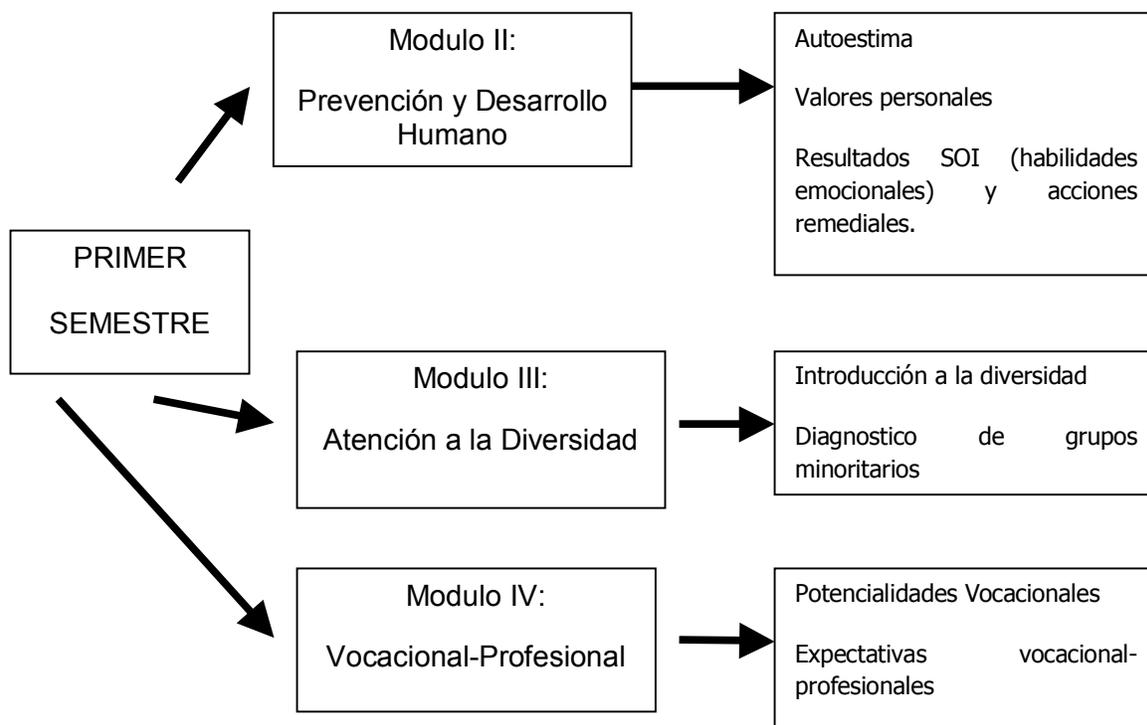 Modulo II:
Prevención y Desarrollo
Humano
Autoestima
Valores personales
Resultados SOI (habilidades
emocionales) y acciones
remediales.
PRIMER
SEMESTRE
Modulo III:
Atención a la Diversidad
Introducción a la diversidad
Diagnostico de grupos
minoritarios
Modulo IV:
Vocacional-Profesional
Potencialidades Vocacionales
Expectativas vocacional-
profesionales